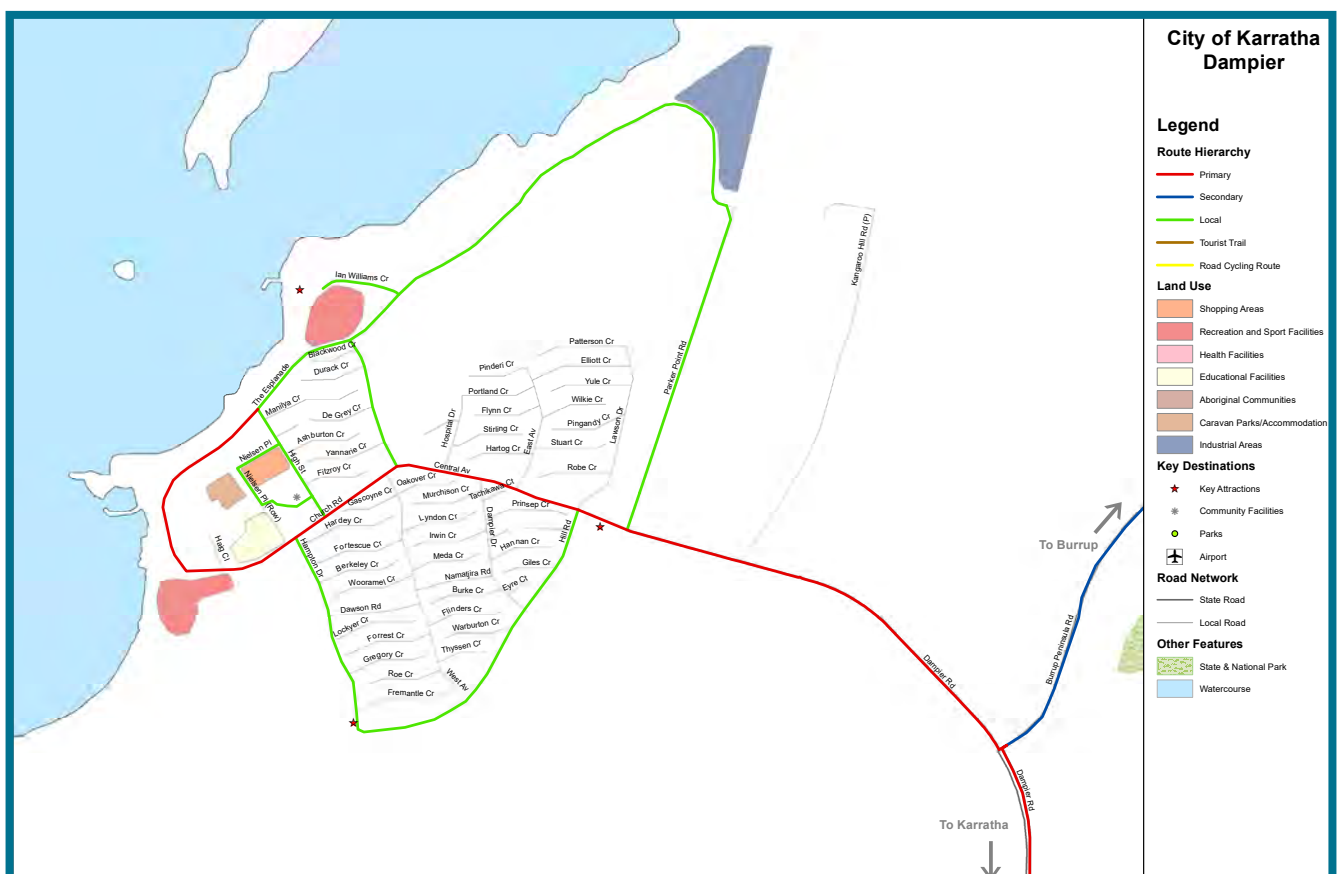 City of Karratha
Dampier
Legend
Route Hierarchy
Primary
Secondary
Local
Tourist Trail
Road Cycling Route
Land Use
Shopping Areas
Recreation and Sport Facilities
Health Facilities
Educational Facilities
Aboriginal Communities
Caravan Parks/Accommodation
Industrial Areas
Key Destinations
Key Attractions
Community Facilities
Parks
Airport
Road Network
State Road
Local Road
Other Features
State & National Park
Watercourse
Kangaroo Hill Rd (P)
Ian Williams Cr
Blackwood Cr
Durack Cr
The Esplanade
Manilya Cr
De Grey Cr
Ashburton Cr
Yannarie Cr
Fitzroy Cr
Nielsen Pl
High St
Nielsen Pl (Row)
Church Rd
Haig Ct
Patterson Cr
Elliott Cr
Pinderi Cr
Yule Cr
Portland Cr
Wilkie Cr
Flynn Cr
Pingandy Cr
Stirling Cr
Stuart Cr
Hartog Cr
Robe Cr
Hospital Dr
East Av
Lawson Dr
Parker Point Rd
Central Av
Oakover Cr
Gascoyne Cr
Hardey Cr
Murchison Cr
Tachikawa Ct
Prinsep Cr
Lyndon Cr
Dampier Dr
Hill Rd
Irwin Cr
Hannan Cr
Fortescue Cr
Hampton Dr
Meda Cr
Giles Cr
Berkeley Cr
Namatjira Rd
Wooramel Cr
Burke Cr
Eyre Ct
Dawson Rd
Flinders Cr
Lockyer Cr
Warburton Cr
Forrest Cr
Thyssen Cr
Gregory Cr
Roe Cr
West Av
Fremantle Cr
To Burrup
Burrup Peninsula Rd
Dampier Rd
Dampier Rd
To Karratha